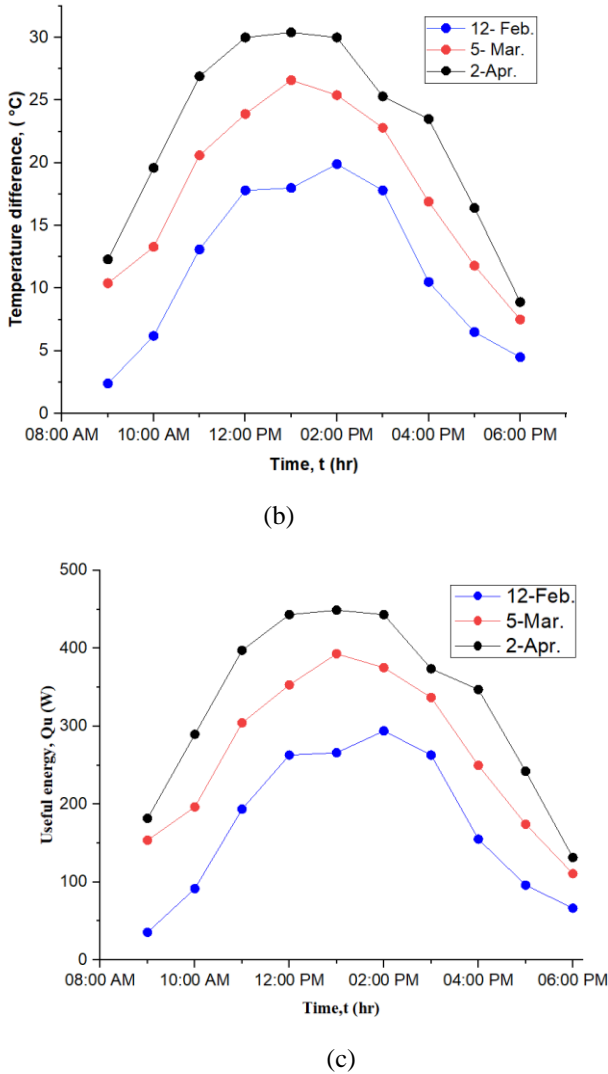 30
25
20
15
10
5
0
Temperature difference, ( °C)
12- Feb.
5- Mar.
2-Apr.
08:00 AM 10:00 AM 12:00 PM 02:00 PM 04:00 PM 06:00 PM
Time, t (hr)
(b)
500
400
300
200
100
0
Useful energy, Qu (W)
12-Feb.
5-Mar.
2-Apr.
08:00 AM 10:00 AM 12:00 PM 02:00 PM 04:00 PM 06:00 PM
Time,t (hr)
(c)